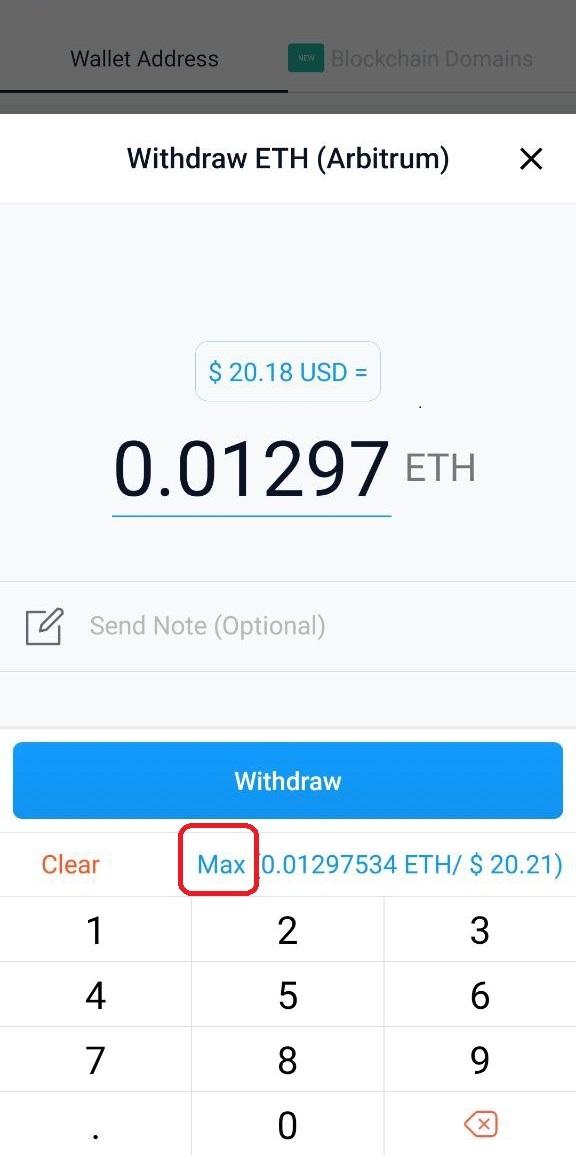 Wallet Address NEW Blockchain Domains
Withdraw ETH (Arbitrum)
$ 20.18 USD =
0.01297 ETH
Send Note (Optional)
Withdraw
Clear Max (0.01297534 ETH/ $ 20.21)
1 2 3
4 5 6
7 8 9
. 0